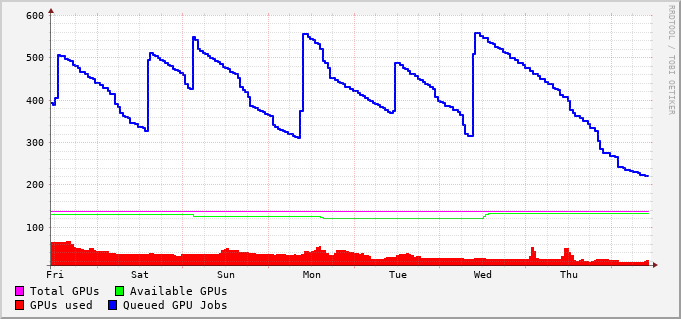 600
500
400
300
200
100
Fri Sat Sun Mon Tue Wed Thu
Total GPUs Available GPUs
GPUs used Queued GPU Jobs
RRDTOOL / TOBI OETIKER